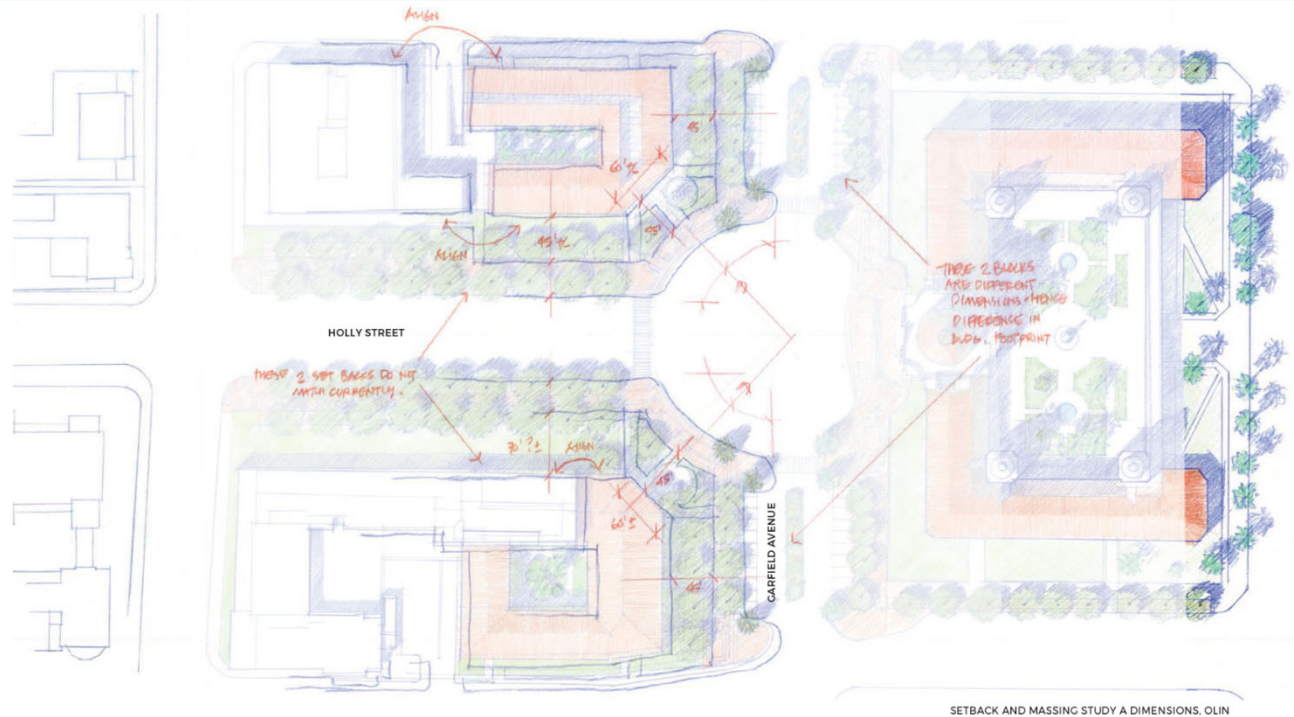 ALIGN
45'
60' ±
45'
45' ±
ALIGN
THESE 2 BLOCKS
ARE DIFFERENT
DIMENSIONS - HENCE
DIFFERENCE IN
BLDG. FOOTPRINT
HOLLY STREET
THESE 2 SET BACKS DO NOT
MATCH CURRENTLY.
70' ? ±
ALIGN
45'
60' ±
GARFIELD AVENUE
45'
SETBACK AND MASSING STUDY A DIMENSIONS, OLIN